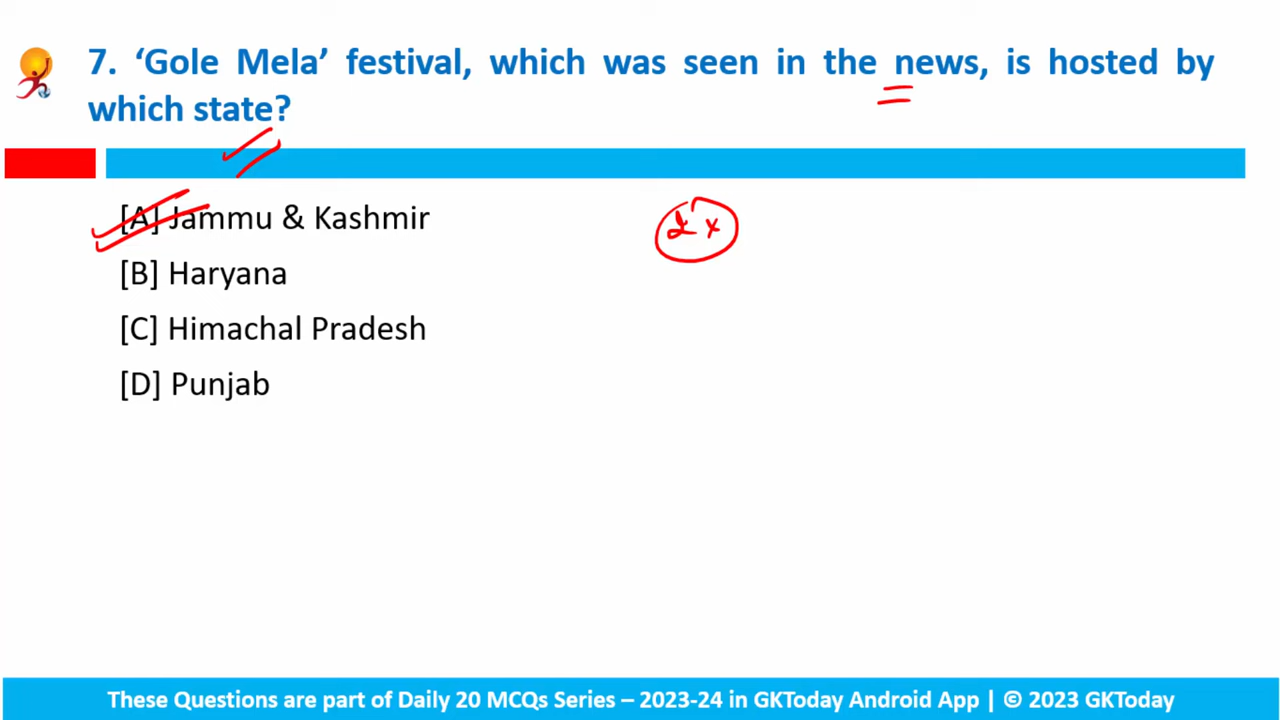 7. ‘Gole Mela’ festival, which was seen in the news, is hosted by
which state?
[A] Jammu & Kashmir
2x
[B] Haryana
[C] Himachal Pradesh
[D] Punjab
These Questions are part of Daily 20 MCQs Series – 2023-24 in GKToday Android App | © 2023 GKToday